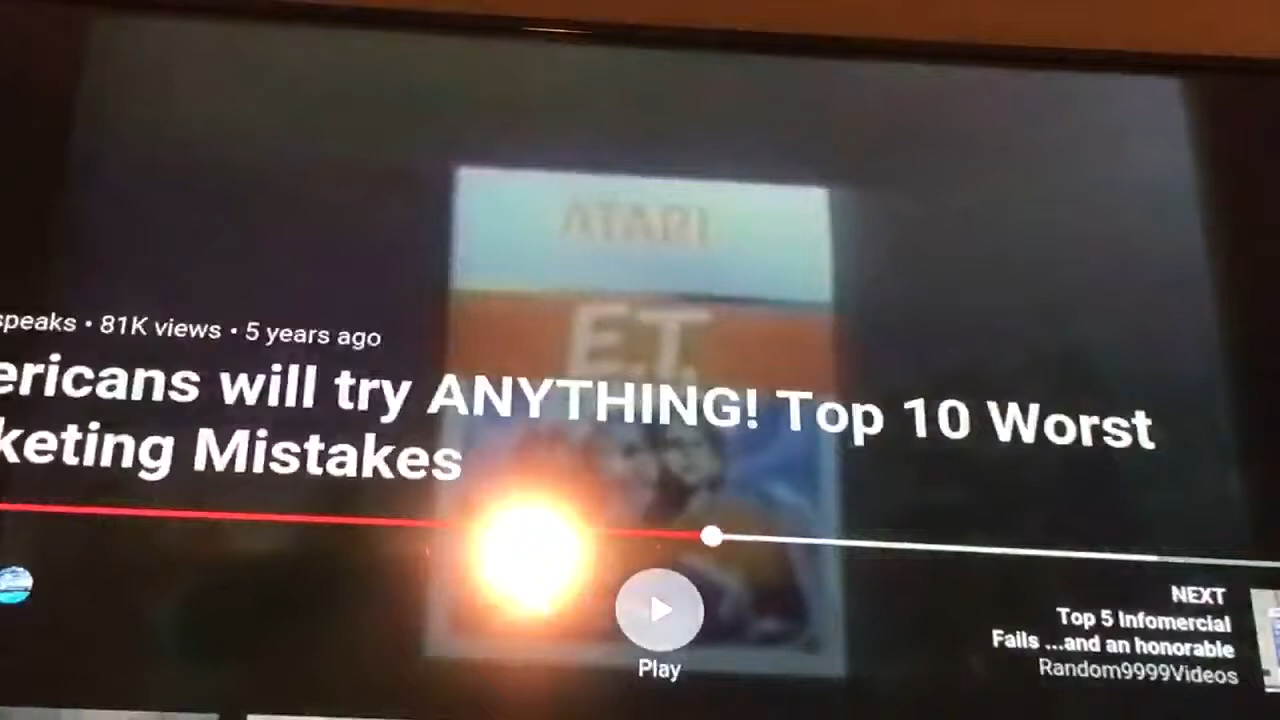 ATARI
E.T.
speaks • 81K views • 5 years ago
ericans will try ANYTHING! Top 10 Worst
keting Mistakes
Play
NEXT
Top 5 Infomercial
Fails ...and an honorable
Random9999Videos